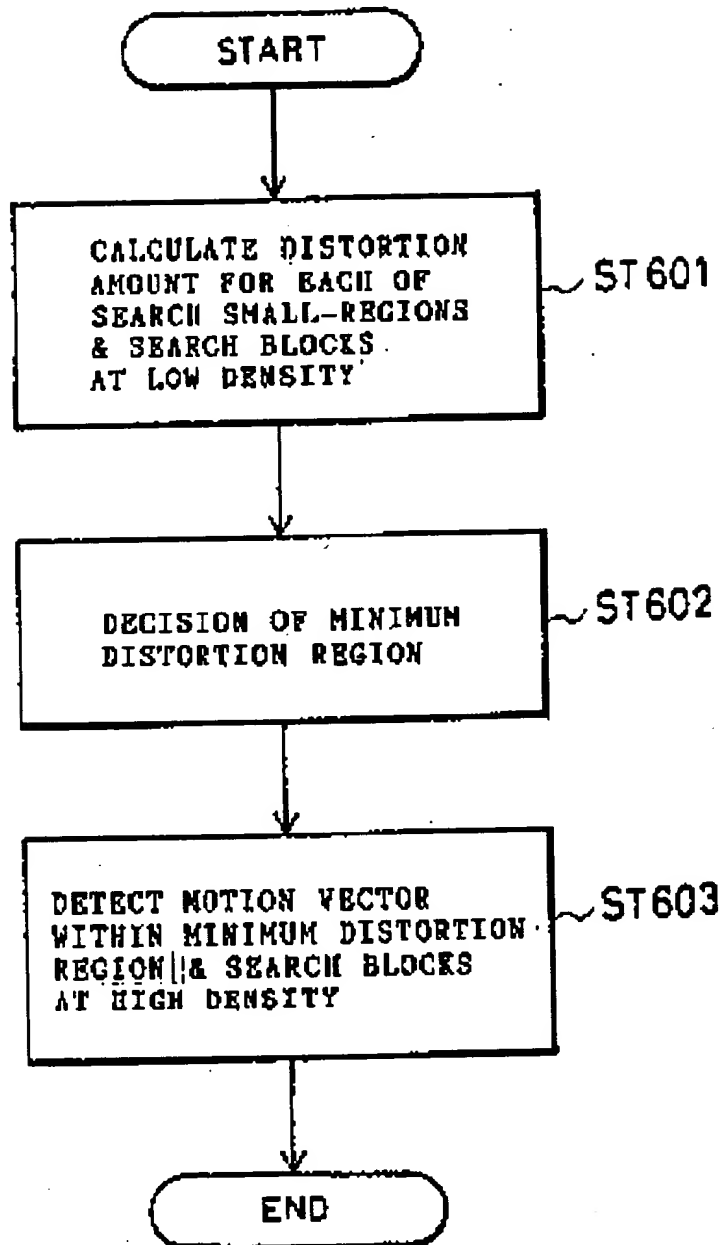 START
CALCULATE DISTORTION
AMOUNT FOR EACH OF
SEARCH SMALL-REGIONS
& SEARCH BLOCKS
AT LOW DENSITY
ST601
DECISION OF MINIMUM
DISTORTION REGION
ST602
DETECT MOTION VECTOR
WITHIN MINIMUM DISTORTION
REGION & SEARCH BLOCKS
AT HIGH DENSITY
ST603
END